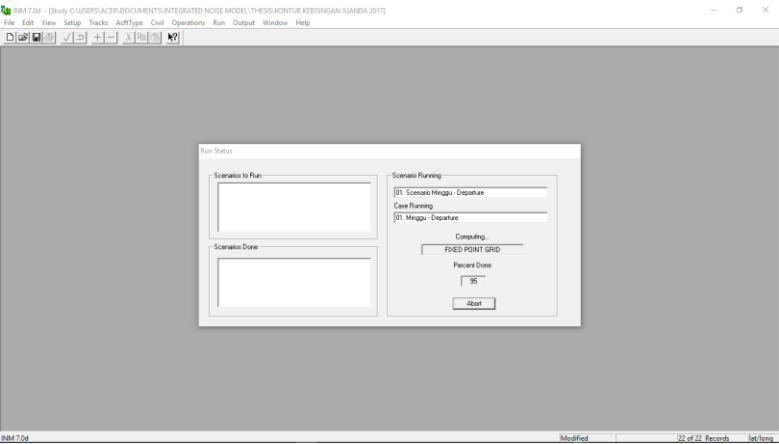 INM 7.0d - [Study C:\USERS\ACER\DOCUMENTS\INTEGRATED NOISE MODEL\THESIS\KONTUR KEBISINGAN JUANDA 2017]
File Edit View Setup Tracks AcftType Civil Operations Run Output Window Help
Run Status
Scenarios to Run
Scenarios Done
Scenario Running
01. Scenario Minggu - Departure
Case Running
01. Minggu - Departure
Computing...
FIXED POINT GRID
Percent Done
95
Abort
INM 7.0d
Modified
22 of 22 Records
lat/long